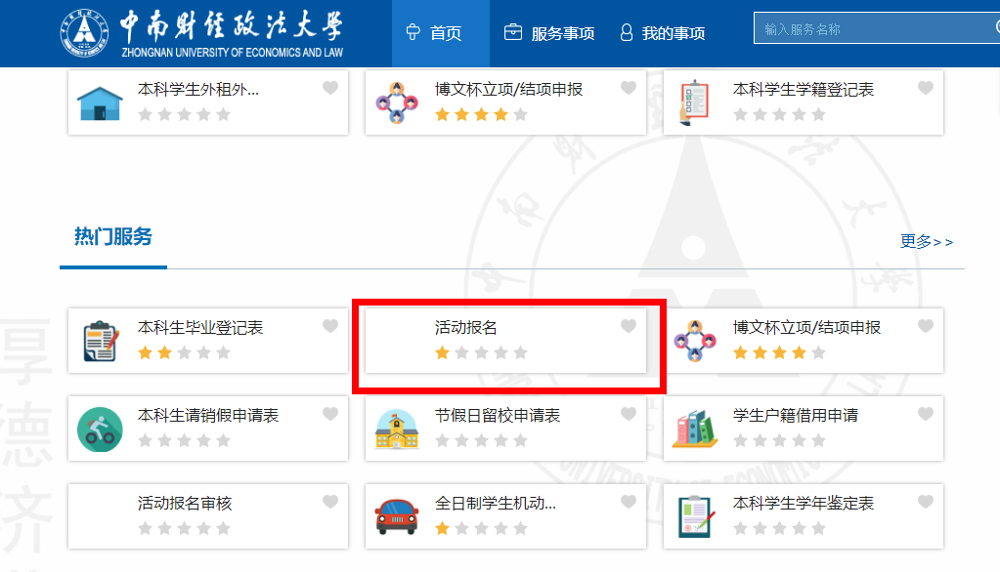 中南财经政法大学
ZHONGNAN UNIVERSITY OF ECONOMICS AND LAW
首页 服务事项 我的事项 输入服务名称
本科学生外租外... 博文杯立项/结项申报 本科学生学籍登记表
热门服务
更多>>
本科生毕业登记表 活动报名 博文杯立项/结项申报
本科生请销假申请表 节假日留校申请表 学生户籍借用申请
活动报名审核 全日制学生机动... 本科学生学年鉴定表
厚德济